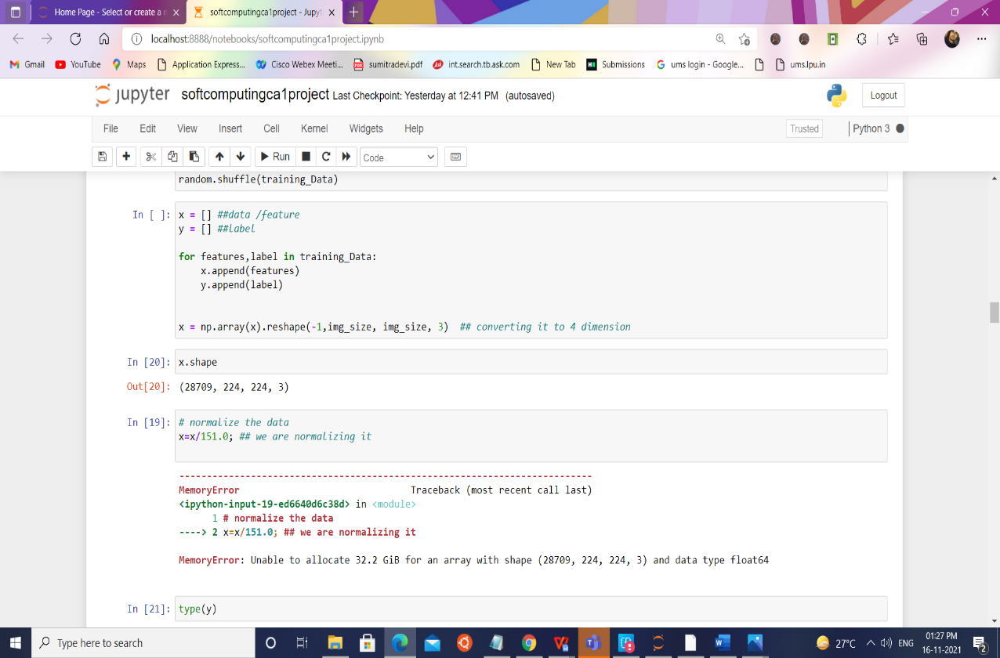 Home Page - Select or create a n
softcomputingca1project - Jupyt
localhost:8888/notebooks/softcomputingca1project.ipynb
Gmail YouTube Maps Application Express... Cisco Webex Meeti... sumitradevi.pdf int.search.tb.ask.com New Tab Submissions ums login - Google... ums.lpu.in
jupyter softcomputingca1project Last Checkpoint: Yesterday at 12:41 PM (autosaved)
Logout
File Edit View Insert Cell Kernel Widgets Help
Trusted Python 3
Run Code
random.shuffle(training_Data)
In [ ]: x = [] ##data /feature
y = [] ##label
for features,label in training_Data:
x.append(features)
y.append(label)
x = np.array(x).reshape(-1,img_size, img_size, 3) ## converting it to 4 dimension
In [20]: x.shape
Out[20]: (28709, 224, 224, 3)
In [19]: # normalize the data
x=x/151.0; ## we are normalizing it
---------------------------------------------------------------------------
MemoryError Traceback (most recent call last)
<ipython-input-19-ed6640d6c38d> in <module>
1 # normalize the data
----> 2 x=x/151.0; ## we are normalizing it
MemoryError: Unable to allocate 32.2 GiB for an array with shape (28709, 224, 224, 3) and data type float64
In [21]: type(y)
Type here to search
27°C ENG
01:27 PM
16-11-2021
2